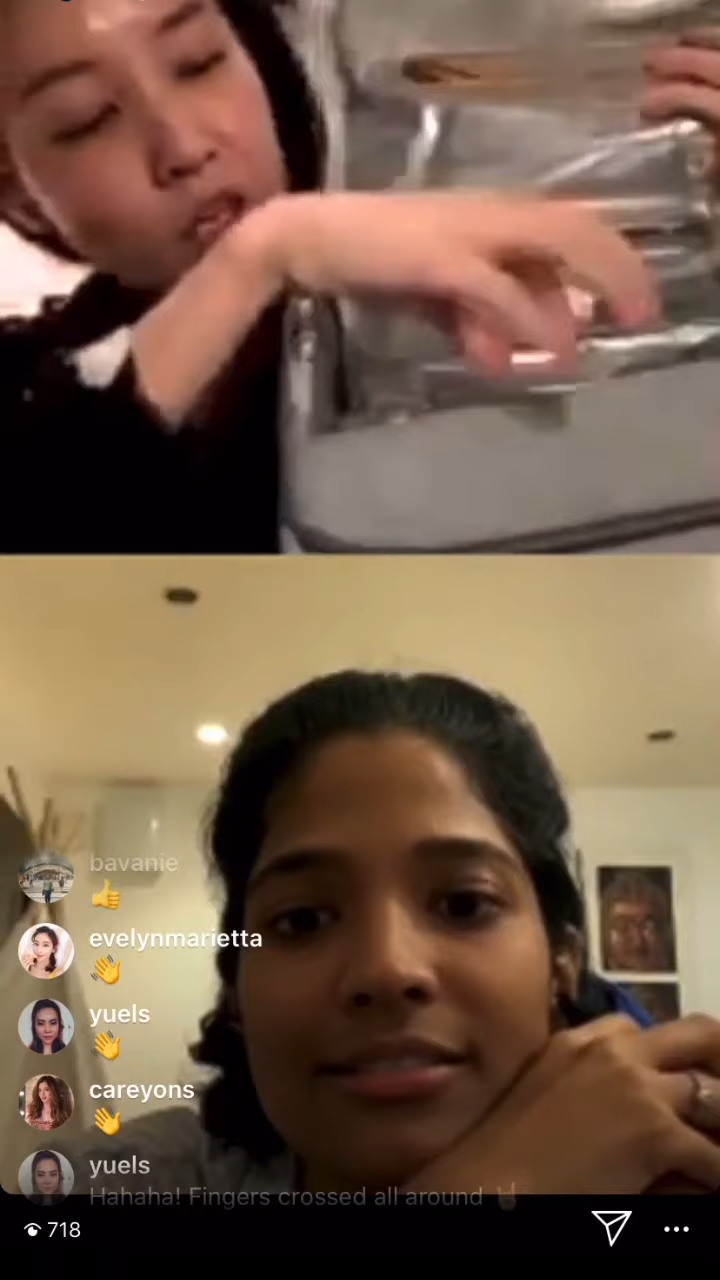 bavanie
👍
evelynmarietta
👋
yuels
👋
careyons
👋
yuels
Hahaha! Fingers crossed all around
718